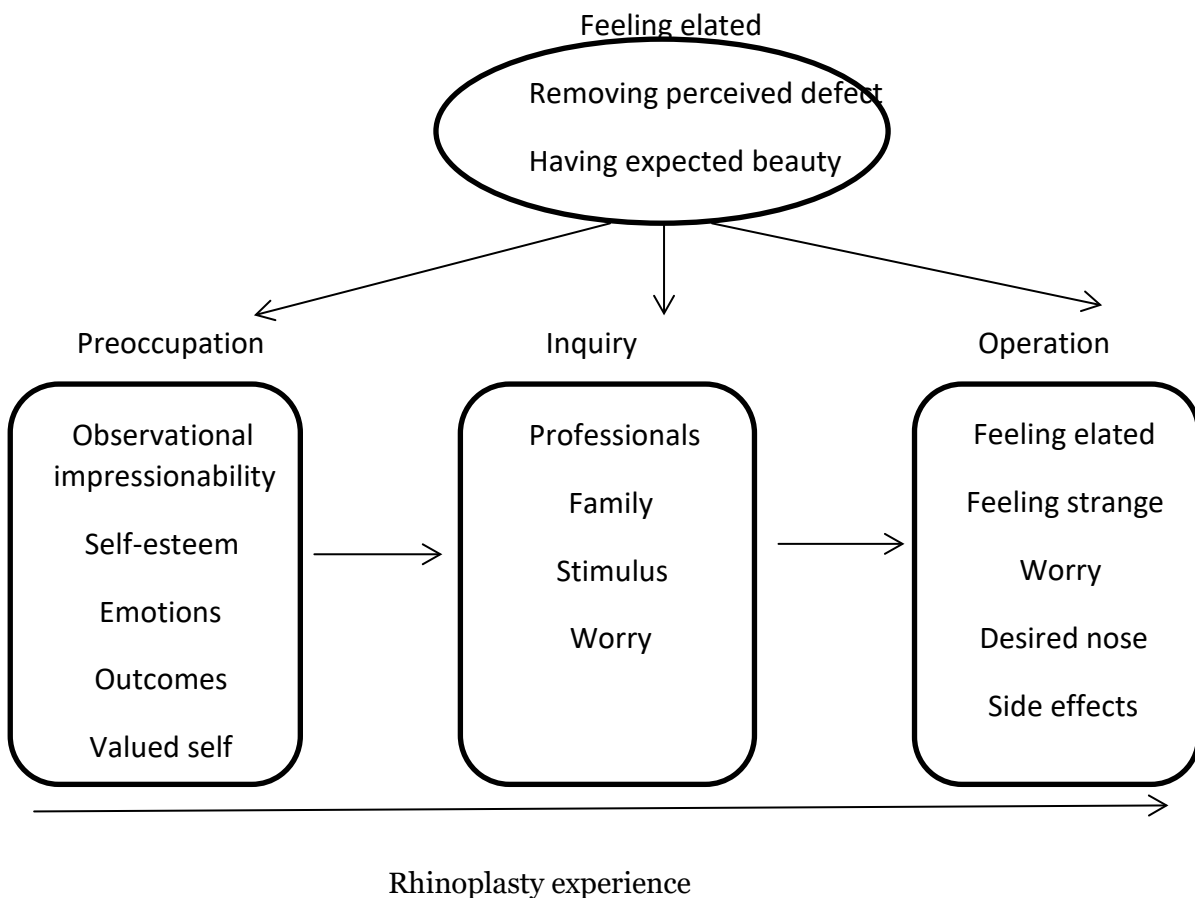 Feeling elated
Removing perceived defect
Having expected beauty
Preoccupation
Inquiry
Operation
Observational
impressionability
Self-esteem
Emotions
Outcomes
Valued self
Professionals
Family
Stimulus
Worry
Feeling elated
Feeling strange
Worry
Desired nose
Side effects
Rhinoplasty experience